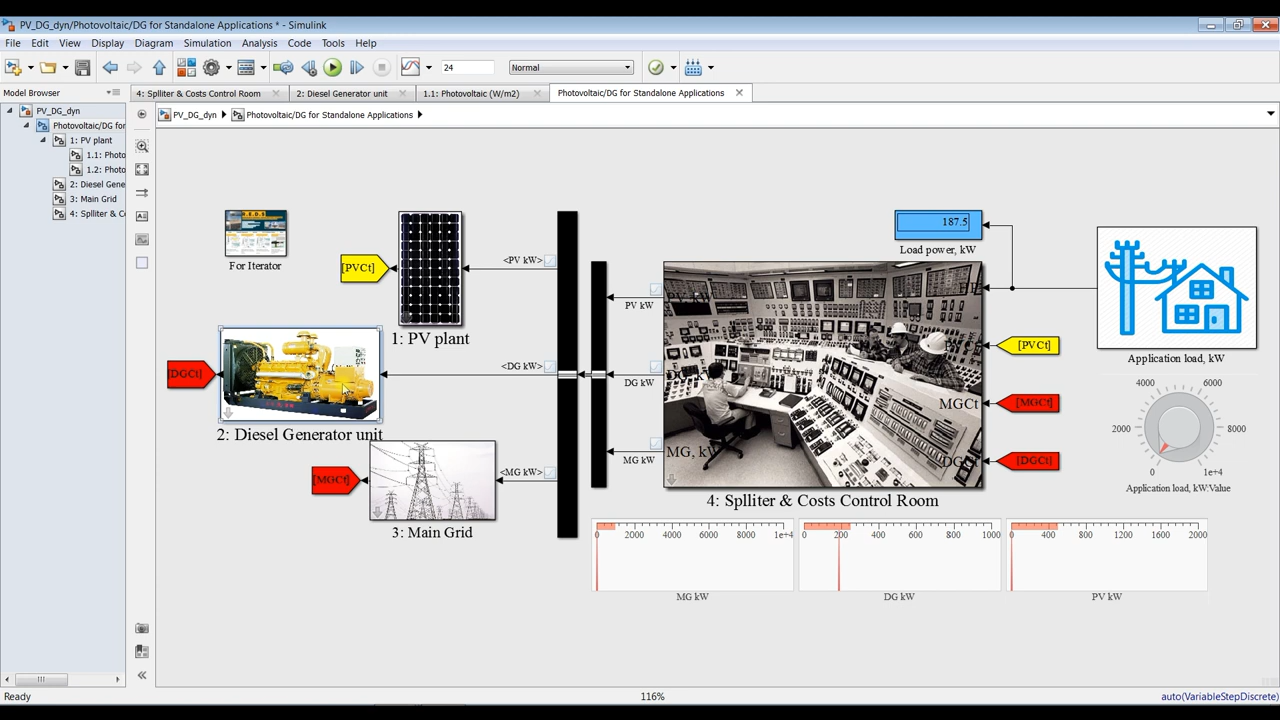 PV_DG_dyn/Photovoltaic/DG for Standalone Applications * - Simulink
File Edit View Display Diagram Simulation Analysis Code Tools Help
24 Normal
Model Browser
4: Splliter & Costs Control Room
2: Diesel Generator unit
1.1: Photovoltaic (W/m2)
Photovoltaic/DG for Standalone Applications
PV_DG_dyn
Photovoltaic/DG for
1: PV plant
1.1: Photo
1.2: Photo
2: Diesel Gene
3: Main Grid
4: Splliter & C
PV_DG_dyn Photovoltaic/DG for Standalone Applications
For Iterator
[PVCt]
1: PV plant
<PV kW>
PV kW
187.5
Load power, kW
Application load, kW
[DGCt]
2: Diesel Generator unit
<DG kW>
DG kW
[PVCt]
MGCt
[MGCt]
[DGCt]
[MGCt]
3: Main Grid
<MG kW>
MG kW
MG, kW
4: Splliter & Costs Control Room
4000 6000
2000 8000
0 1e+4
Application load, kW:Value
0 2000 4000 6000 8000 1e+4
MG kW
0 200 400 600 800 1000
DG kW
0 500 1000 1500 2000
PV kW
Ready 116% auto(VariableStepDiscrete)